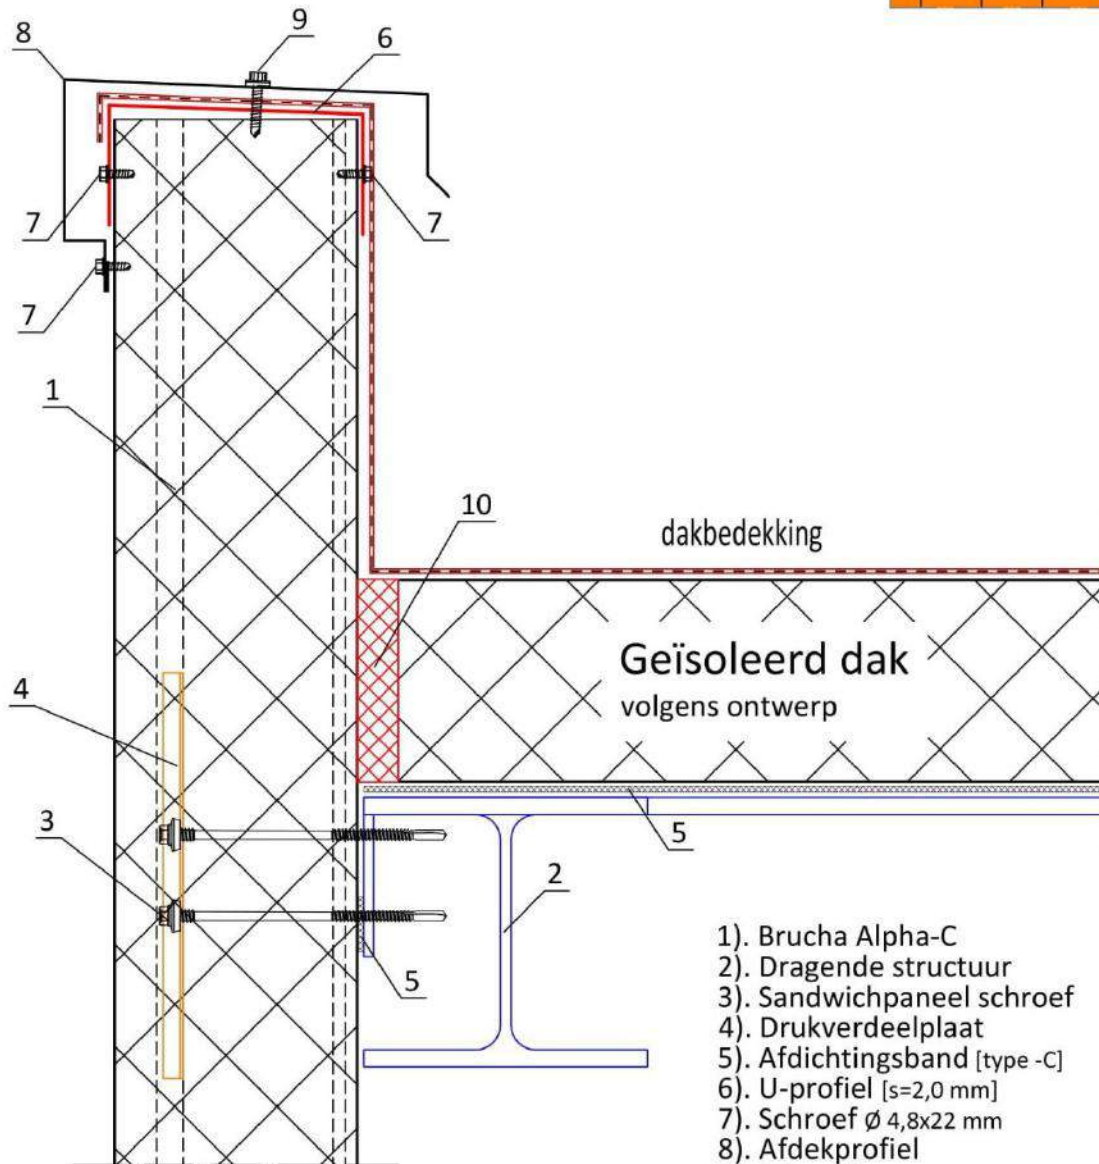 9
8
6
7
7
7
1
10
dakbedekking
Geïsoleerd dak
volgens ontwerp
4
3
5
2
5
1). Brucha Alpha-C
2). Dragende structuur
3). Sandwichpaneel schroef
4). Drukverdeelplaat
5). Afdichtingsband [type -C]
6). U-profiel [s=2,0 mm]
7). Schroef Ø 4,8x22 mm
8). Afdekprofiel